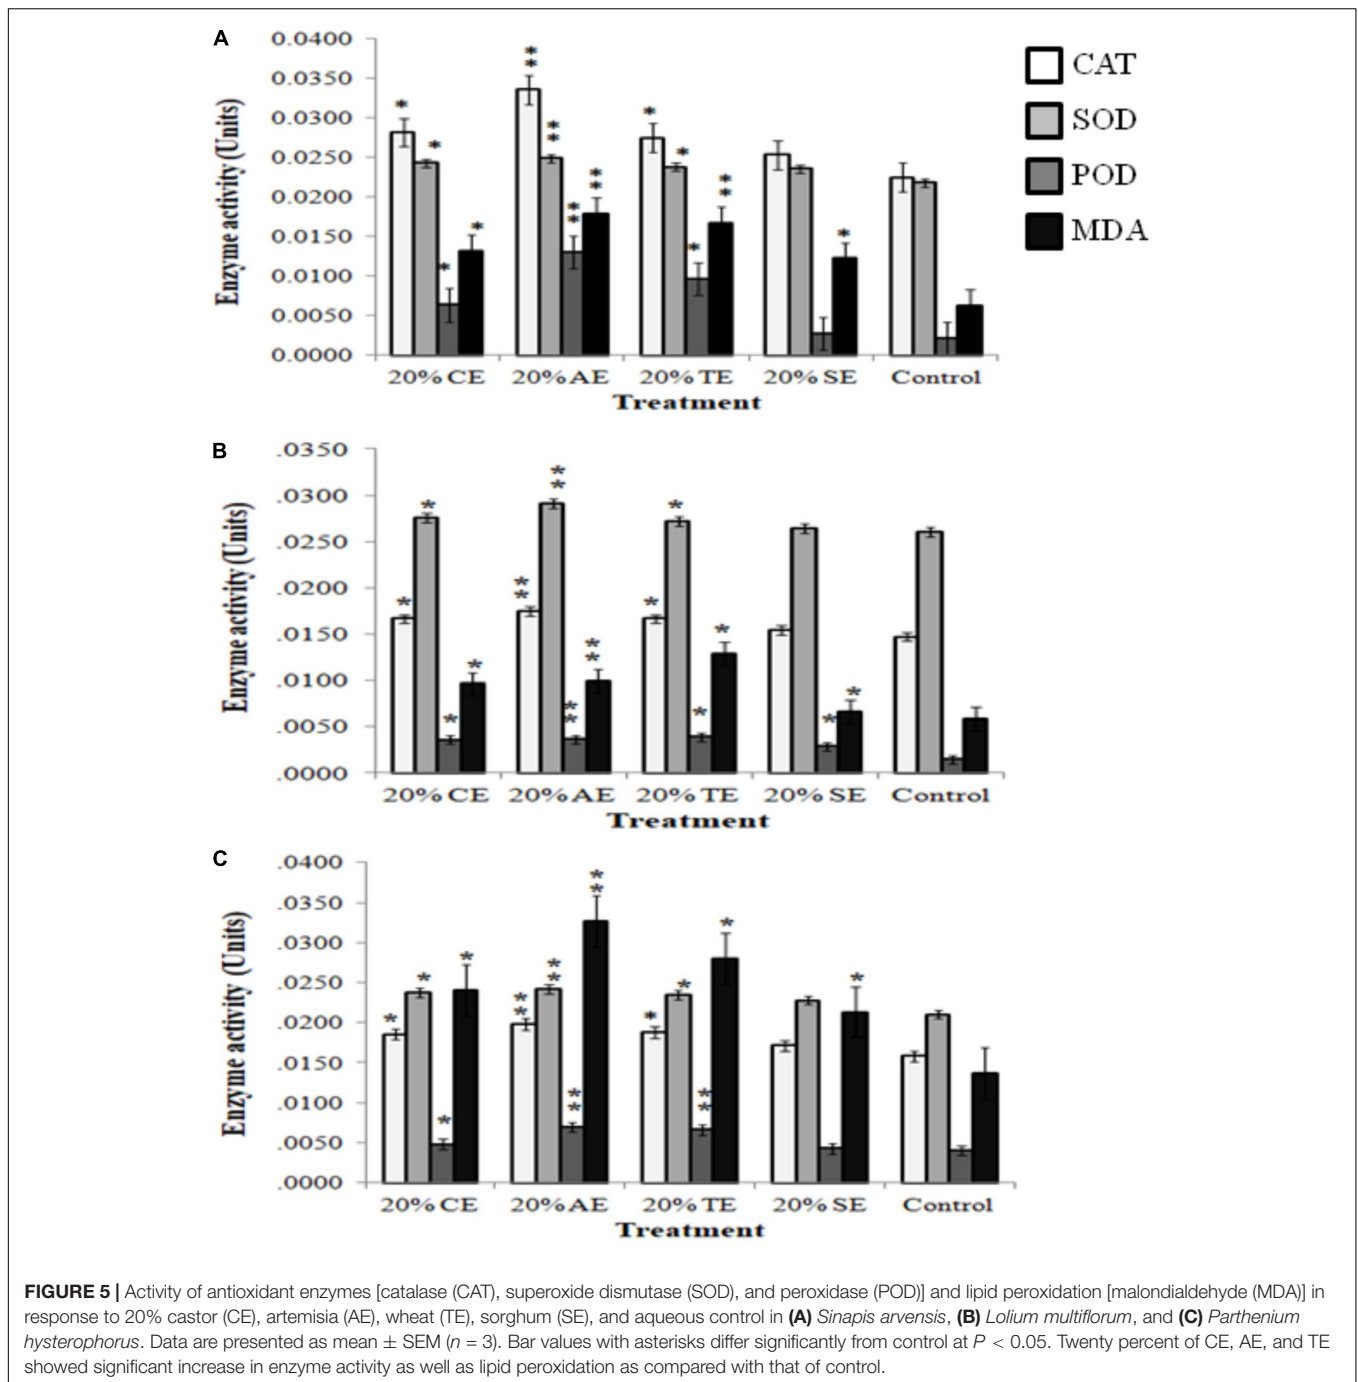 A
0.0400
0.0350
0.0300
0.0250
0.0200
0.0150
0.0100
0.0050
0.0000
Enzyme activity (Units)
* * ** ** ** ** * * * ** * * ** *
20% CE 20% AE 20% TE 20% SE Control
Treatment
CAT
SOD
POD
MDA
B
.0350
.0300
.0250
.0200
.0150
.0100
.0050
.0000
Enzyme activity (Units)
* * * * ** ** ** ** * * * * * *
20% CE 20% AE 20% TE 20% SE Control
Treatment
C
.0400
.0350
.0300
.0250
.0200
.0150
.0100
.0050
.0000
Enzyme activity (Units)
* * * * ** ** ** ** * * ** * *
20% CE 20% AE 20% TE 20% SE Control
Treatment
FIGURE 5 | Activity of antioxidant enzymes [catalase (CAT), superoxide dismutase (SOD), and peroxidase (POD)] and lipid peroxidation [malondialdehyde (MDA)] in
response to 20% castor (CE), artemisia (AE), wheat (TE), sorghum (SE), and aqueous control in (A) Sinapis arvensis, (B) Lolium multiflorum, and (C) Parthenium
hysterophorus. Data are presented as mean ± SEM (n = 3). Bar values with asterisks differ significantly from control at P < 0.05. Twenty percent of CE, AE, and TE
showed significant increase in enzyme activity as well as lipid peroxidation as compared with that of control.